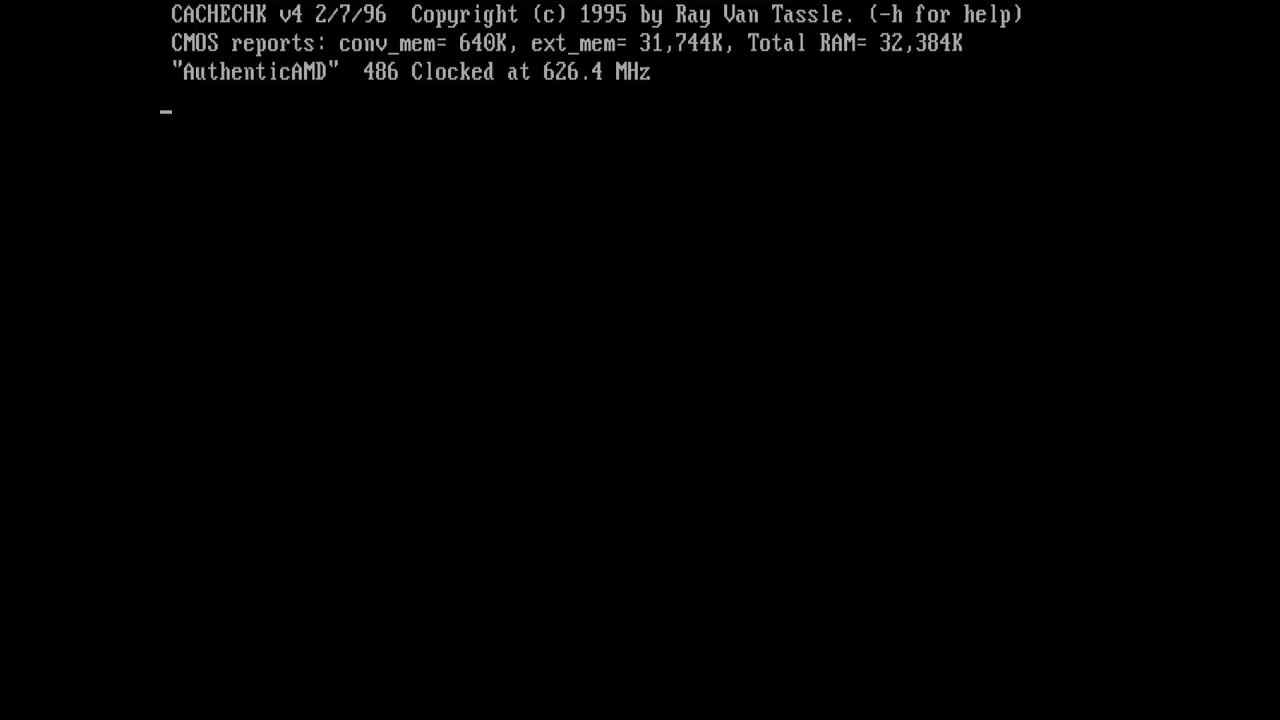 CACHECHK v4 2/7/96  Copyright (c) 1995 by Ray Van Tassle. (-h for help)
CMOS reports: conv_mem= 640K, ext_mem= 31,744K, Total RAM= 32,384K
"AuthenticAMD"  486 Clocked at 626.4 MHz